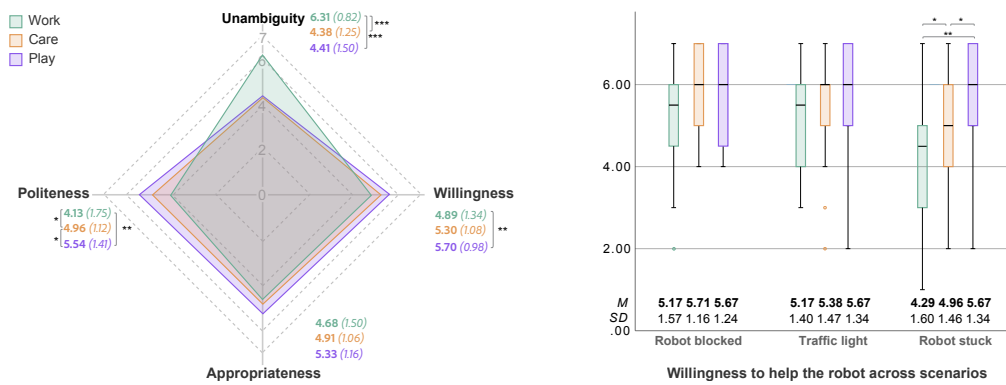 Work
Care
Play
Unambiguity
6.31 (0.82)
4.38 (1.25)
4.41 (1.50)
***
***
7
6
4
2
0
Politeness
4.13 (1.75)
4.96 (1.12)
5.54 (1.41)
*
*
**
Willingness
4.89 (1.34)
5.30 (1.08)
5.70 (0.98)
**
4.68 (1.50)
4.91 (1.06)
5.33 (1.16)
Appropriateness
* *
**
6.00
4.00
2.00
.00
M 5.17 5.71 5.67 5.17 5.38 5.67 4.29 4.96 5.67
SD 1.57 1.16 1.24 1.40 1.47 1.34 1.60 1.46 1.34
Robot blocked Traffic light Robot stuck
Willingness to help the robot across scenarios